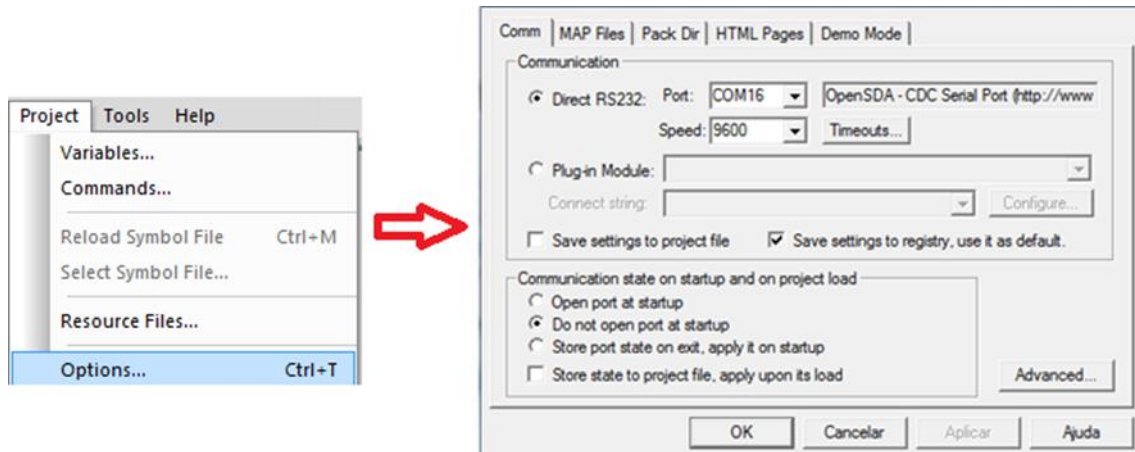 Project Tools Help
Variables...
Commands...
Reload Symbol File Ctrl+M
Select Symbol File...
Resource Files...
Options... Ctrl+T
Comm MAP Files Pack Dir HTML Pages Demo Mode
Communication
Direct RS232: Port: COM16 OpenSDA - CDC Serial Port (http://www
Speed: 9600 Timeouts...
Plug-in Module:
Connect string: Configure...
Save settings to project file Save settings to registry, use it as default.
Communication state on startup and on project load
Open port at startup
Do not open port at startup
Store port state on exit, apply it on startup
Store state to project file, apply upon its load Advanced...
OK Cancelar Aplicar Ajuda